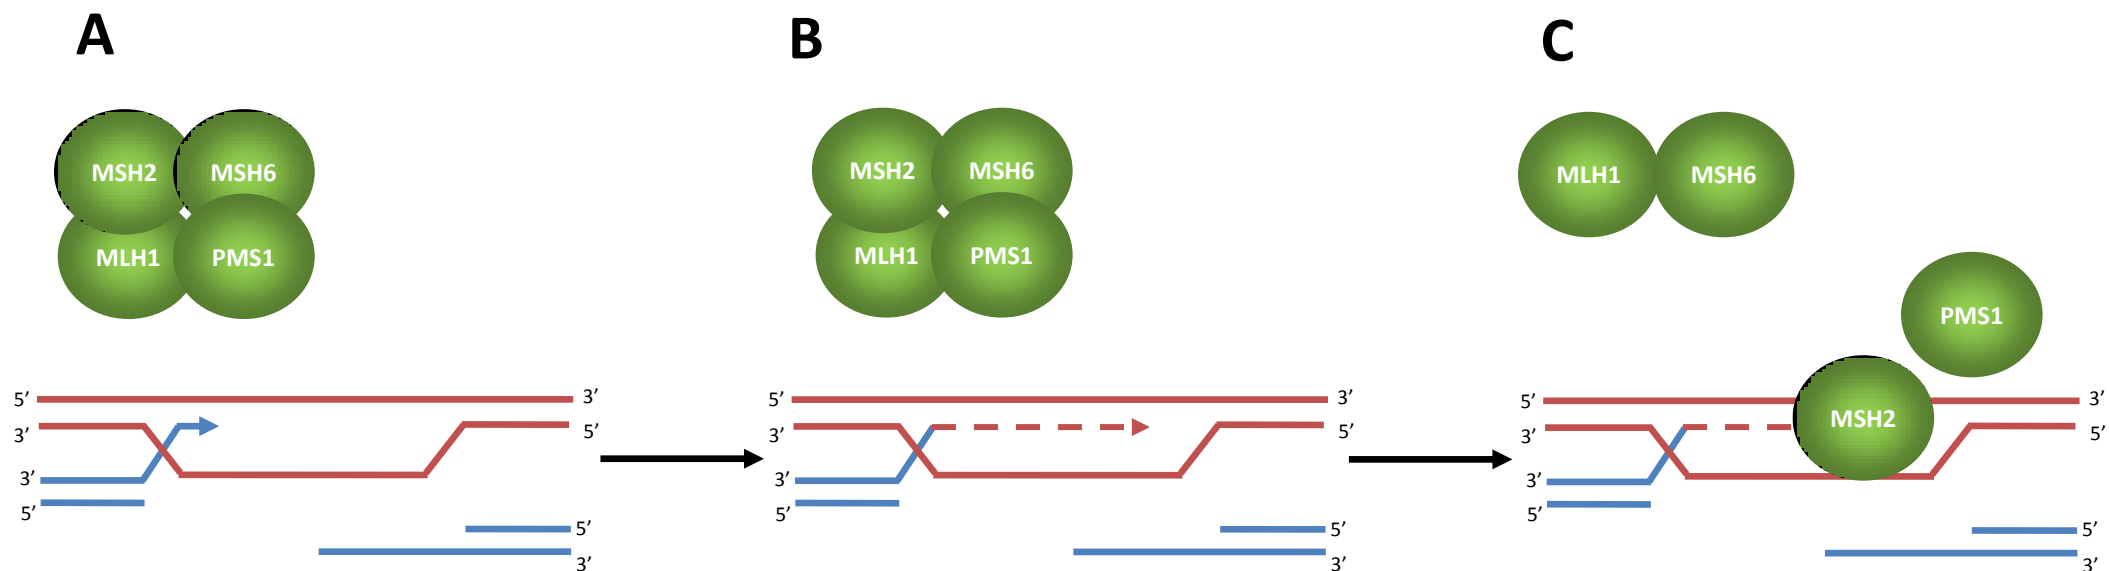 A
B
C
MSH2 MSH6
MLH1 PMS1
MSH2 MSH6
MLH1 PMS1
MLH1 MSH6
PMS1
MSH2
5’ 3’
3’ 5’
3’
5’
5’
3’
5’ 3’
3’ 5’
3’
5’
5’
3’
5’ 3’
3’ 5’
3’
5’
5’
3’